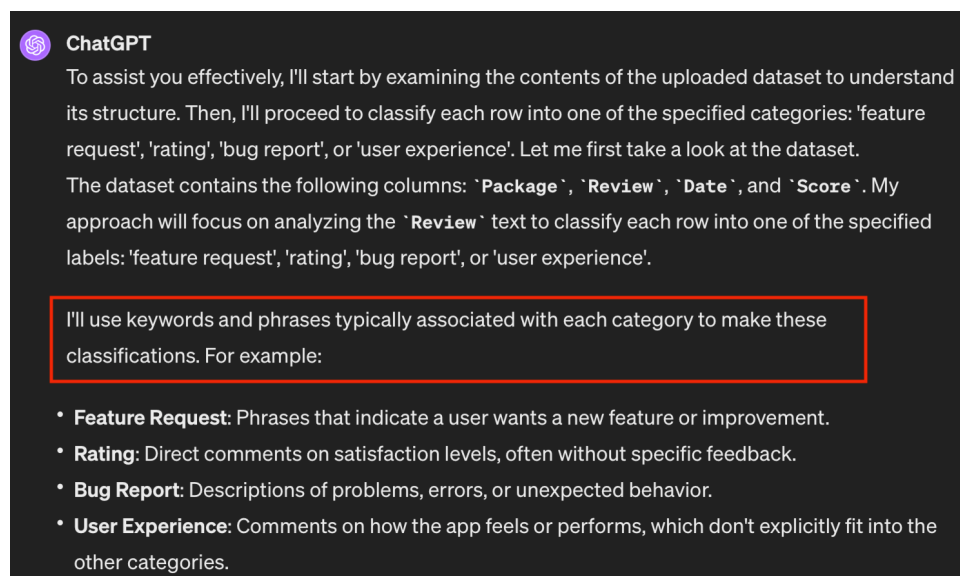 ChatGPT
To assist you effectively, I'll start by examining the contents of the uploaded dataset to understand
its structure. Then, I'll proceed to classify each row into one of the specified categories: 'feature
request', 'rating', 'bug report', or 'user experience'. Let me first take a look at the dataset.
The dataset contains the following columns: `Package`, `Review`, `Date`, and `Score`. My
approach will focus on analyzing the `Review` text to classify each row into one of the specified
labels: 'feature request', 'rating', 'bug report', or 'user experience'.
I'll use keywords and phrases typically associated with each category to make these
classifications. For example:
• Feature Request: Phrases that indicate a user wants a new feature or improvement.
• Rating: Direct comments on satisfaction levels, often without specific feedback.
• Bug Report: Descriptions of problems, errors, or unexpected behavior.
• User Experience: Comments on how the app feels or performs, which don't explicitly fit into the
other categories.